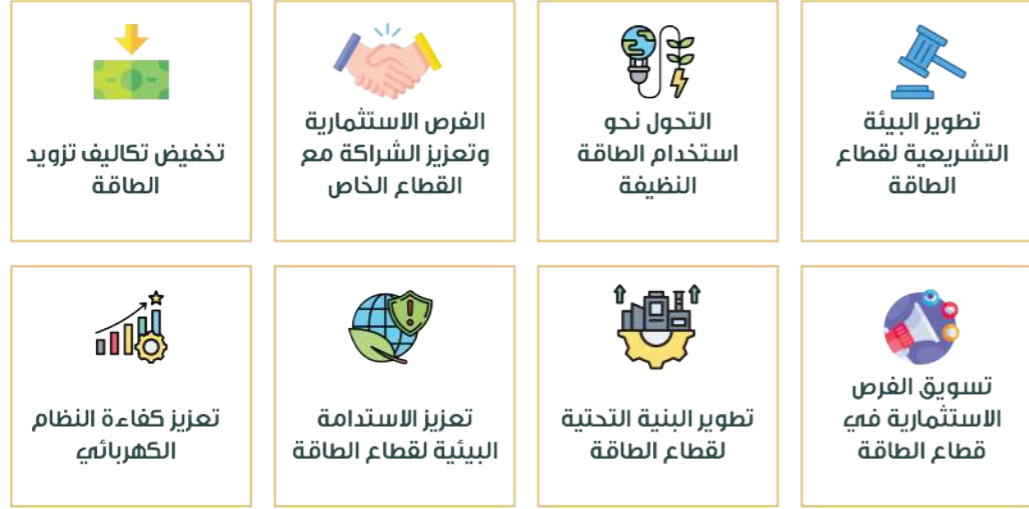 تطوير البيئة
التشريعية لقطاع
الطاقة
التحول نحو
استخدام الطاقة
النظيفة
الفرص الاستثمارية
وتعزيز الشراكة مع
القطاع الخاص
تخفيض تكاليف تزويد
الطاقة
تسويق الفرص
الاستثمارية في
قطاع الطاقة
تطوير البنية التحتية
لقطاع الطاقة
تعزيز الاستدامة
البيئية لقطاع الطاقة
تعزيز كفاءة النظام
الكهربائي